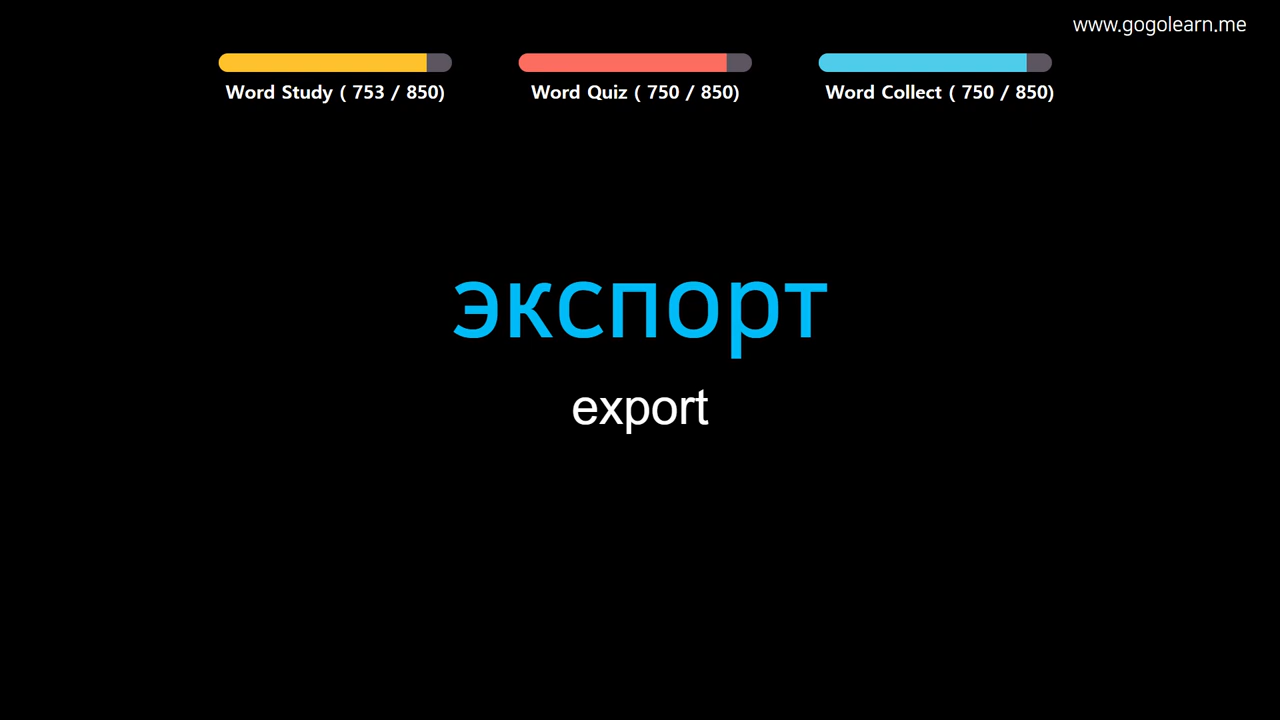 www.gogolearn.me
Word Study ( 753 / 850)
Word Quiz ( 750 / 850)
Word Collect ( 750 / 850)
экспорт
export